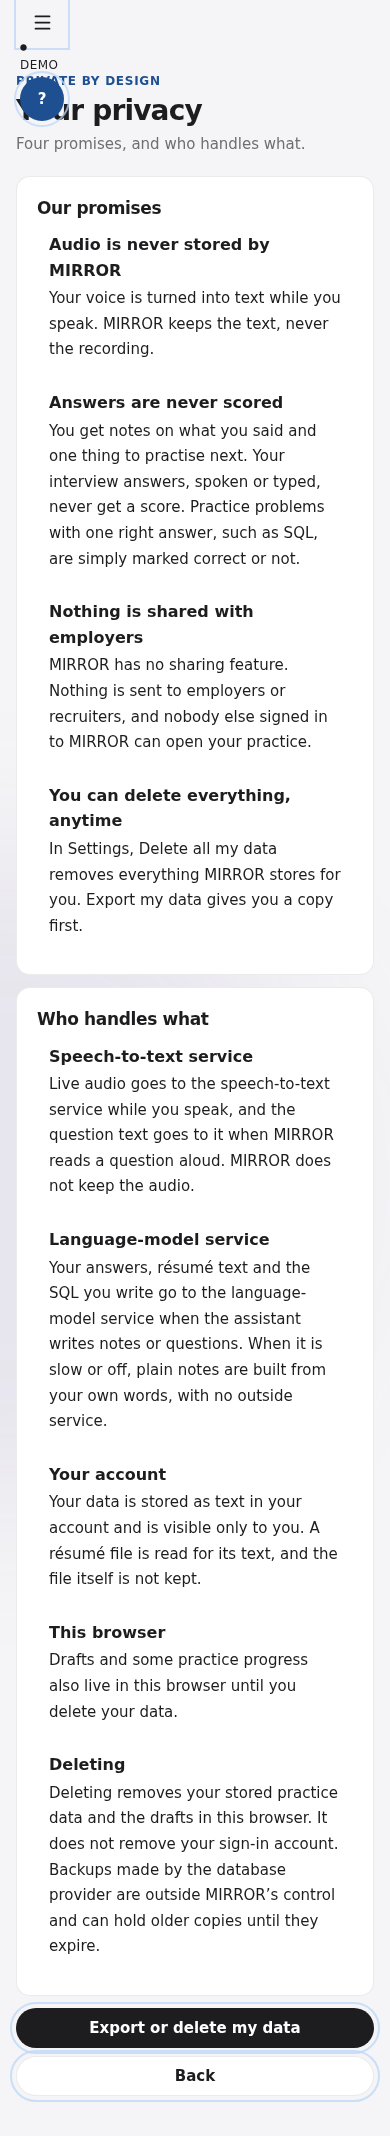 DEMO
PRIVATE BY DESIGN
?
Your privacy
Four promises, and who handles what.
Our promises
Audio is never stored by
MIRROR
Your voice is turned into text while you
speak. MIRROR keeps the text, never
the recording.
Answers are never scored
You get notes on what you said and
one thing to practise next. Your
interview answers, spoken or typed,
never get a score. Practice problems
with one right answer, such as SQL,
are simply marked correct or not.
Nothing is shared with
employers
MIRROR has no sharing feature.
Nothing is sent to employers or
recruiters, and nobody else signed in
to MIRROR can open your practice.
You can delete everything,
anytime
In Settings, Delete all my data
removes everything MIRROR stores for
you. Export my data gives you a copy
first.
Who handles what
Speech-to-text service
Live audio goes to the speech-to-text
service while you speak, and the
question text goes to it when MIRROR
reads a question aloud. MIRROR does
not keep the audio.
Language-model service
Your answers, résumé text and the
SQL you write go to the language-
model service when the assistant
writes notes or questions. When it is
slow or off, plain notes are built from
your own words, with no outside
service.
Your account
Your data is stored as text in your
account and is visible only to you. A
résumé file is read for its text, and the
file itself is not kept.
This browser
Drafts and some practice progress
also live in this browser until you
delete your data.
Deleting
Deleting removes your stored practice
data and the drafts in this browser. It
does not remove your sign-in account.
Backups made by the database
provider are outside MIRROR’s control
and can hold older copies until they
expire.
Export or delete my data
Back